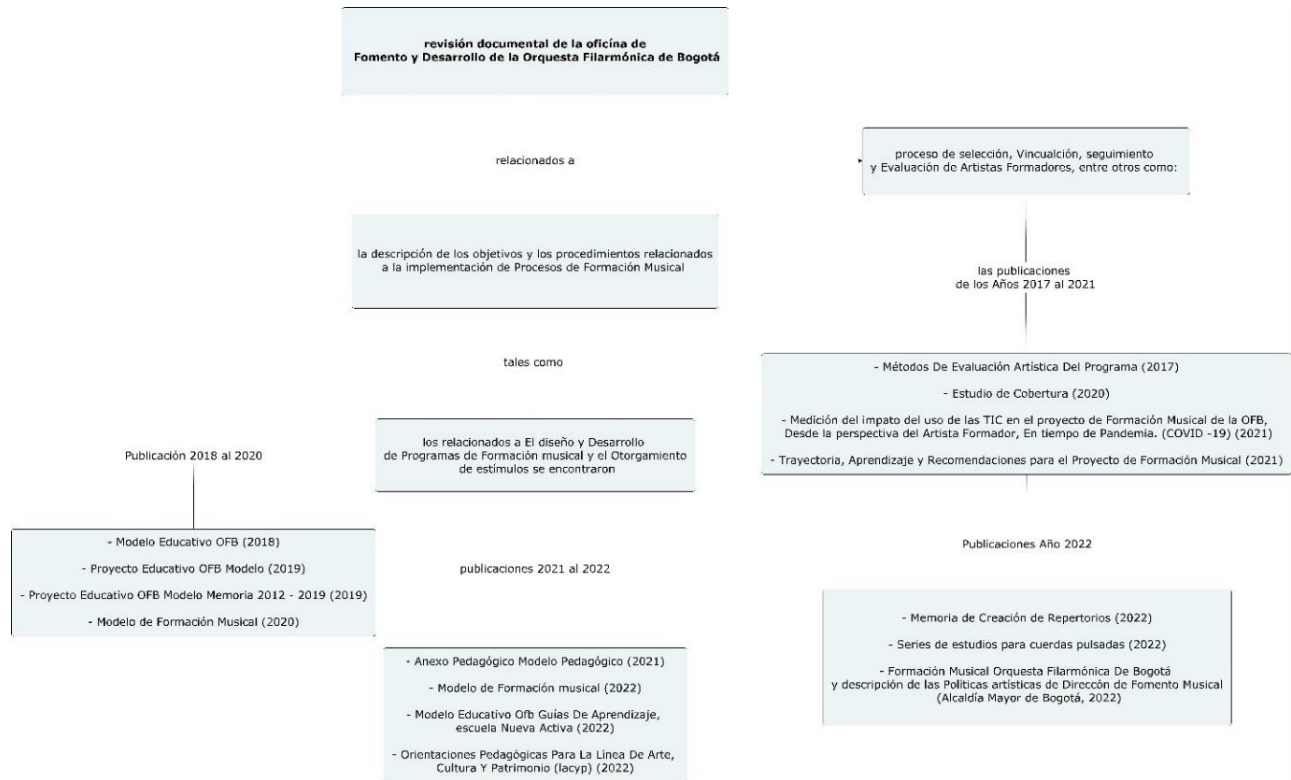 revisión documental de la oficína de
Fomento y Desarrollo de la Orquesta Filarmónica de Bogotá
relacionados a
la descripción de los objetivos y los procedimientos relacionados
a la implementación de Procesos de Formación Musical
tales como
los relacionados a El diseño y Desarrollo
de Programas de Formación musical y el Otorgamiento
de estímulos se encontraron
Publicación 2018 al 2020
- Modelo Educativo OFB (2018)
- Proyecto Educativo OFB Modelo (2019)
- Proyecto Educativo OFB Modelo Memoria 2012 - 2019 (2019)
- Modelo de Formación Musical (2020)
publicaciones 2021 al 2022
- Anexo Pedagógico Modelo Pedagógico (2021)
- Modelo de Formación musical (2022)
- Modelo Educativo Ofb Guías De Aprendizaje,
escuela Nueva Activa (2022)
- Orientaciones Pedagógicas Para La Línea De Arte,
Cultura Y Patrimonio (lacyp) (2022)
proceso de selección, Vincualción, seguimiento
y Evaluación de Artistas Formadores, entre otros como:
las publicaciones
de los Años 2017 al 2021
- Métodos De Evaluación Artística Del Programa (2017)
- Estudio de Cobertura (2020)
- Medición del impato del uso de las TIC en el proyecto de Formación Musical de la OFB,
Desde la perspectiva del Artista Formador, En tiempo de Pandemia. (COVID -19) (2021)
- Trayectoria, Aprendizaje y Recomendaciones para el Proyecto de Formación Musical (2021)
Publicaciones Año 2022
- Memoria de Creación de Repertorios (2022)
- Series de estudios para cuerdas pulsadas (2022)
- Formación Musical Orquesta Filarmónica De Bogotá
y descripción de las Politicas artísticas de Direccón de Fomento Musical
(Alcaldía Mayor de Bogotá, 2022)